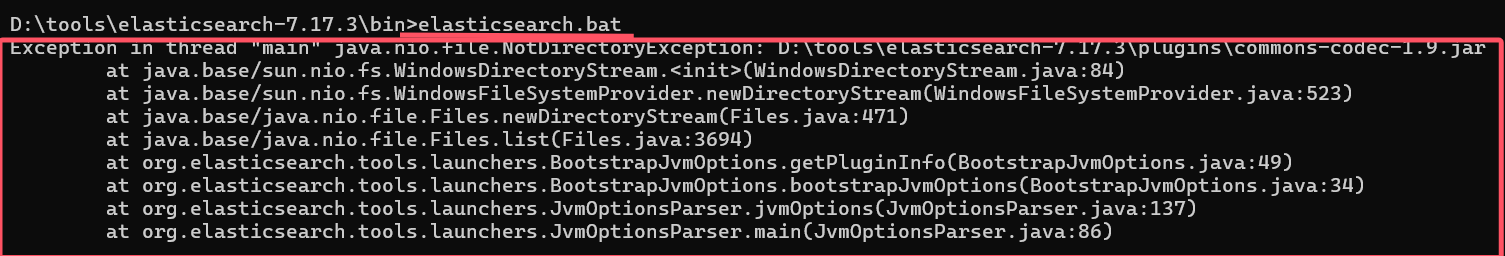 D:\tools\elasticsearch-7.17.3\bin>elasticsearch.bat
Exception in thread "main" java.nio.file.NotDirectoryException: D:\tools\elasticsearch-7.17.3\plugins\commons-codec-1.9.jar
        at java.base/sun.nio.fs.WindowsDirectoryStream.<init>(WindowsDirectoryStream.java:84)
        at java.base/sun.nio.fs.WindowsFileSystemProvider.newDirectoryStream(WindowsFileSystemProvider.java:523)
        at java.base/java.nio.file.Files.newDirectoryStream(Files.java:471)
        at java.base/java.nio.file.Files.list(Files.java:3694)
        at org.elasticsearch.tools.launchers.BootstrapJvmOptions.getPluginInfo(BootstrapJvmOptions.java:49)
        at org.elasticsearch.tools.launchers.BootstrapJvmOptions.bootstrapJvmOptions(BootstrapJvmOptions.java:34)
        at org.elasticsearch.tools.launchers.JvmOptionsParser.jvmOptions(JvmOptionsParser.java:137)
        at org.elasticsearch.tools.launchers.JvmOptionsParser.main(JvmOptionsParser.java:86)